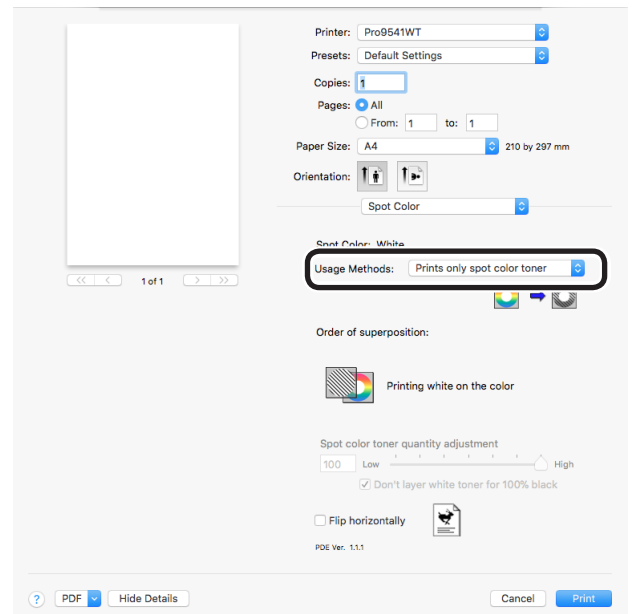 Printer: Pro9541WT
Presets: Default Settings
Copies: 1
Pages: All
From: 1 to: 1
Paper Size: A4 210 by 297 mm
Orientation:
Spot Color
Spot Color: White
Usage Methods: Prints only spot color toner
<< < 1 of 1 > >>
Order of superposition:
Printing white on the color
Spot color toner quantity adjustment
100 Low High
Don't layer white toner for 100% black
Flip horizontally
PDE Ver. 1.1.1
? PDF Hide Details Cancel Print